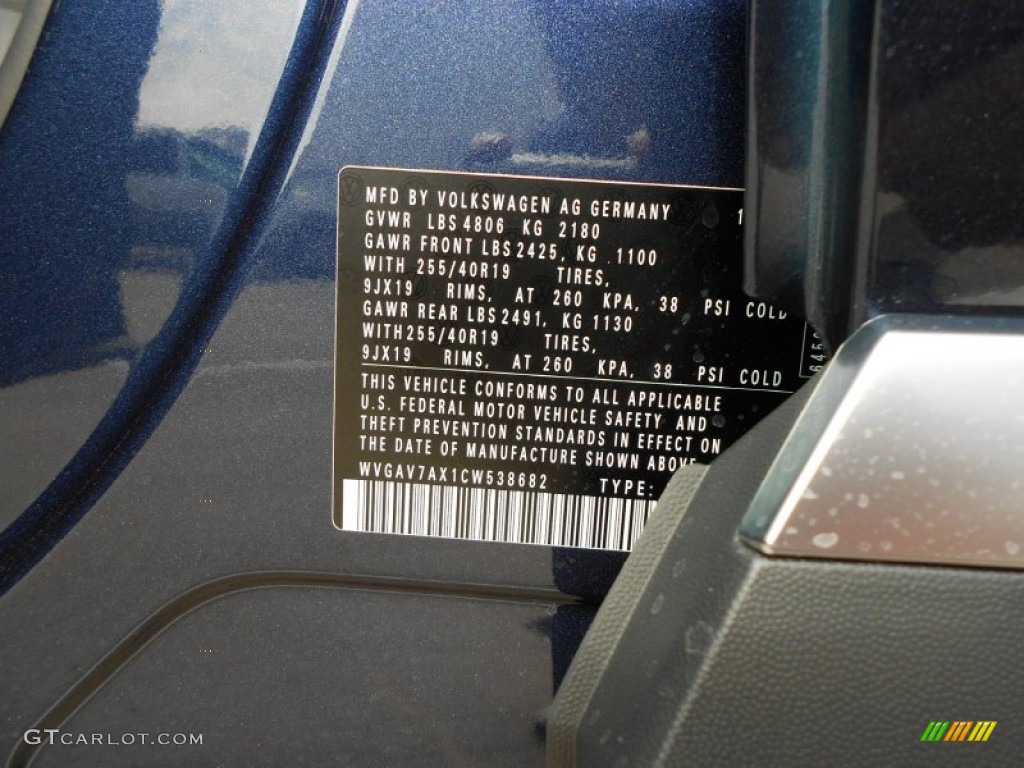 MFD BY VOLKSWAGEN AG GERMANY 1
GVWR LBS 4806 KG 2180
GAWR FRONT LBS 2425, KG 1100
WITH 255/40R19 TIRES,
9JX19 RIMS, AT 260 KPA, 38 PSI COLD
GAWR REAR LBS 2491, KG 1130
WITH255/40R19 TIRES,
9JX19 RIMS, AT 260 KPA, 38 PSI COLD
THIS VEHICLE CONFORMS TO ALL APPLICABLE
U.S. FEDERAL MOTOR VEHICLE SAFETY AND
THEFT PREVENTION STANDARDS IN EFFECT ON
THE DATE OF MANUFACTURE SHOWN ABOVE
WVGAV7AX1CW538682 TYPE:
GTCARLOT.COM